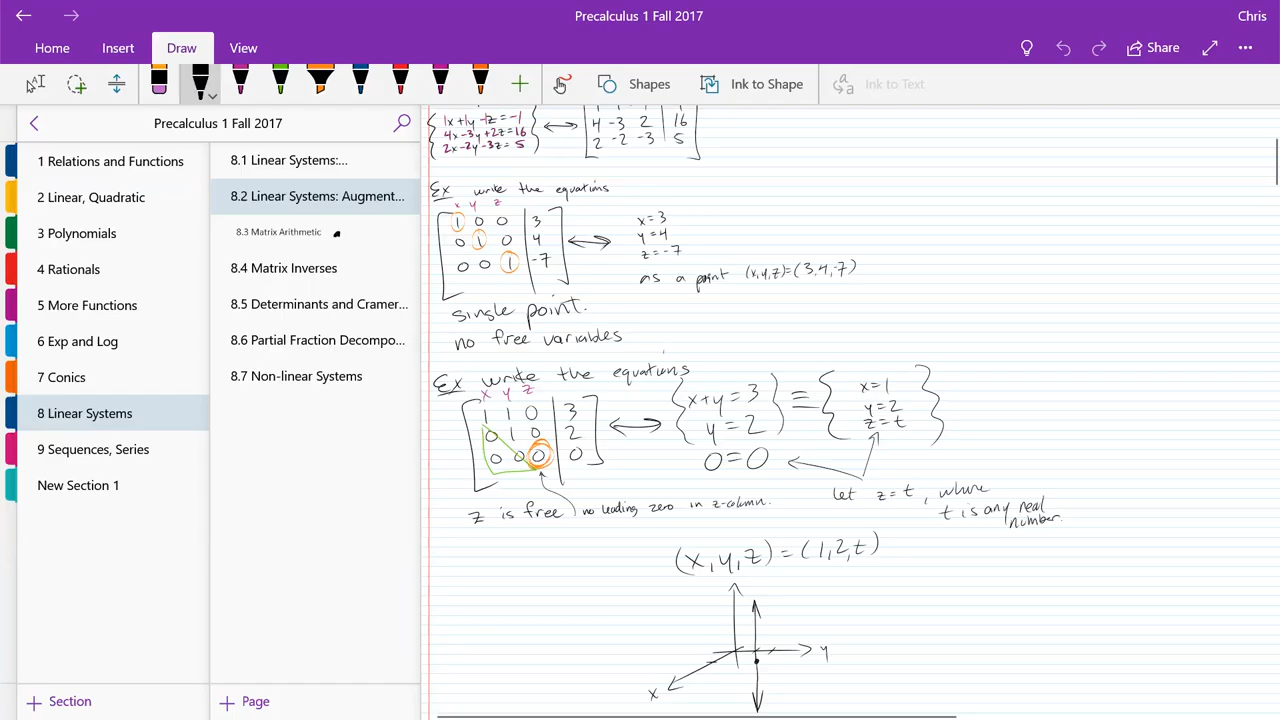 Precalculus 1 Fall 2017
Chris
Home Insert Draw View
Share
Shapes
Ink to Shape
Ink to Text
Precalculus 1 Fall 2017
1 Relations and Functions
2 Linear, Quadratic
3 Polynomials
4 Rationals
5 More Functions
6 Exp and Log
7 Conics
8 Linear Systems
9 Sequences, Series
New Section 1
+ Section
8.1 Linear Systems:...
8.2 Linear Systems: Augment...
8.3 Matrix Arithmetic
8.4 Matrix Inverses
8.5 Determinants and Cramer...
8.6 Partial Fraction Decompo...
8.7 Non-linear Systems
+ Page
1x+1y-1z=-1
4x-3y+2z=16 4 -3 2 | 16
2x-2y-3z=5 2 -2 -3 | 5
Ex write the equations
x y z
1 0 0 | 3 x=3
0 1 0 | 4 y=4
0 0 1 | -7 z=-7
as a point (x,y,z)=(3,4,-7)
single point.
no free variables
Ex write the equations
x y z
1 1 0 | 3 x+y=3 x=1
0 1 0 | 2 y=2 ≡ y=2
0 0 0 | 0 0=0 z=t
z is free no leading zero in z-column.
let z=t, where
t is any real
number.
(x,y,z)=(1,2,t)
y
x